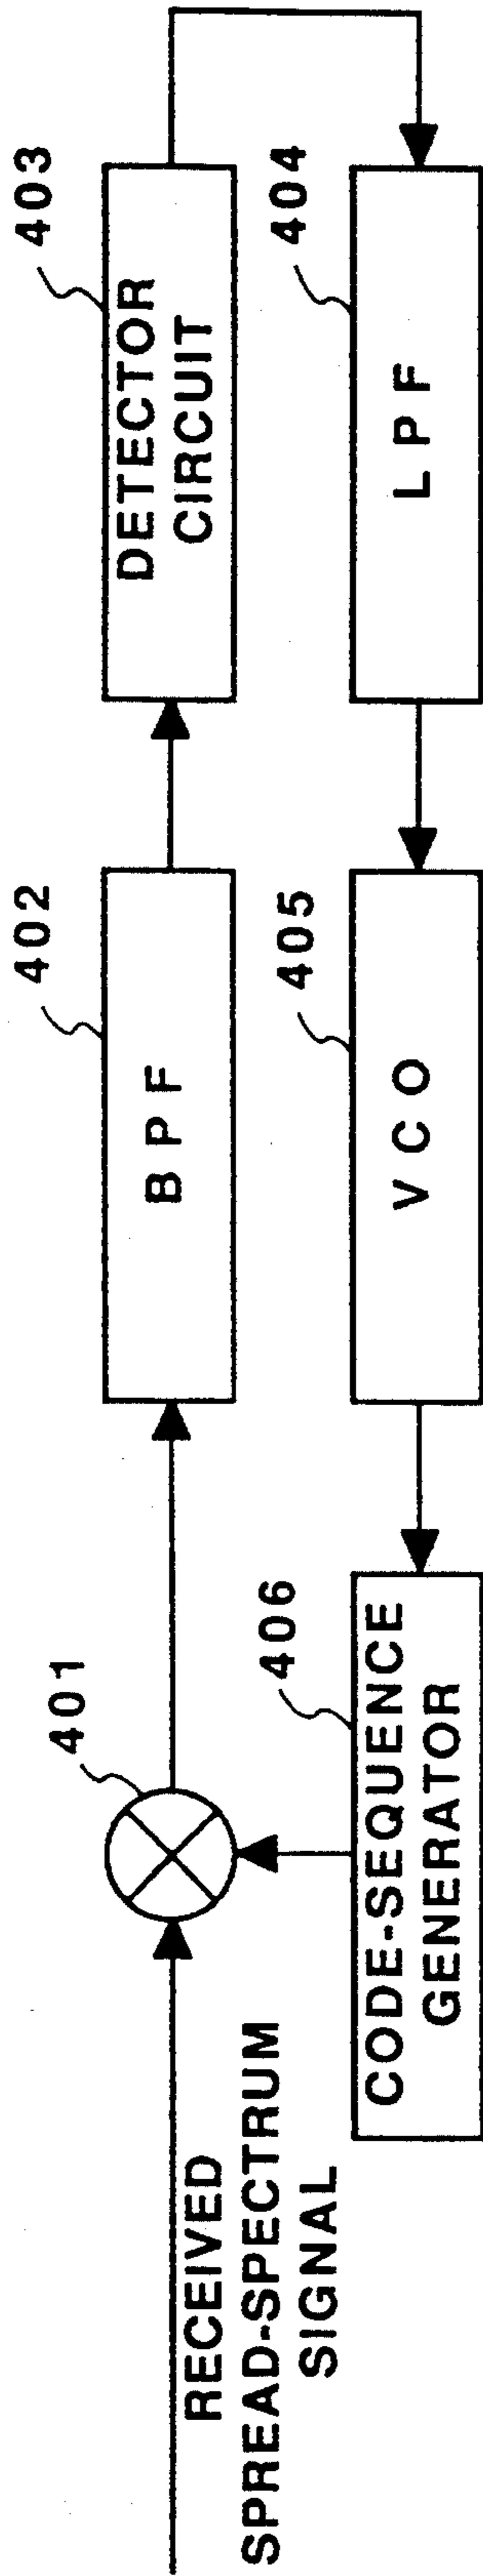 401
402
403
BPF
DETECTOR
CIRCUIT
RECEIVED
SPREAD-SPECTRUM
SIGNAL
406
405
404
CODE-SEQUENCE
GENERATOR
VCO
LPF